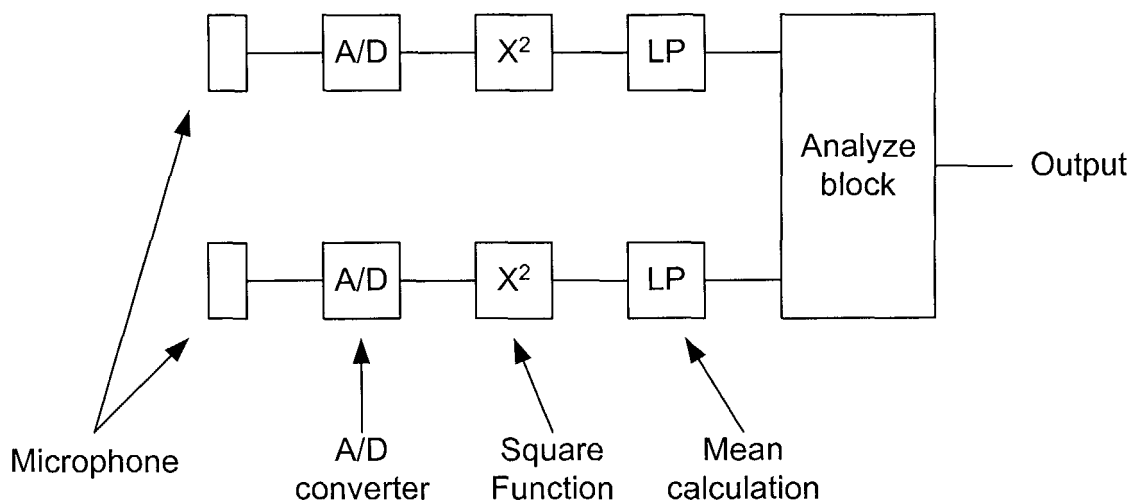 A/D X² LP
Analyze
block
Output
A/D X² LP
Microphone
A/D
converter
Square
Function
Mean
calculation